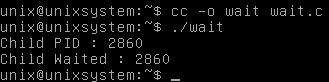 unix@unixsystem:~$ cc -o wait wait.c
unix@unixsystem:~$ ./wait
Child PID : 2860
Child Waited : 2860
unix@unixsystem:~$ _